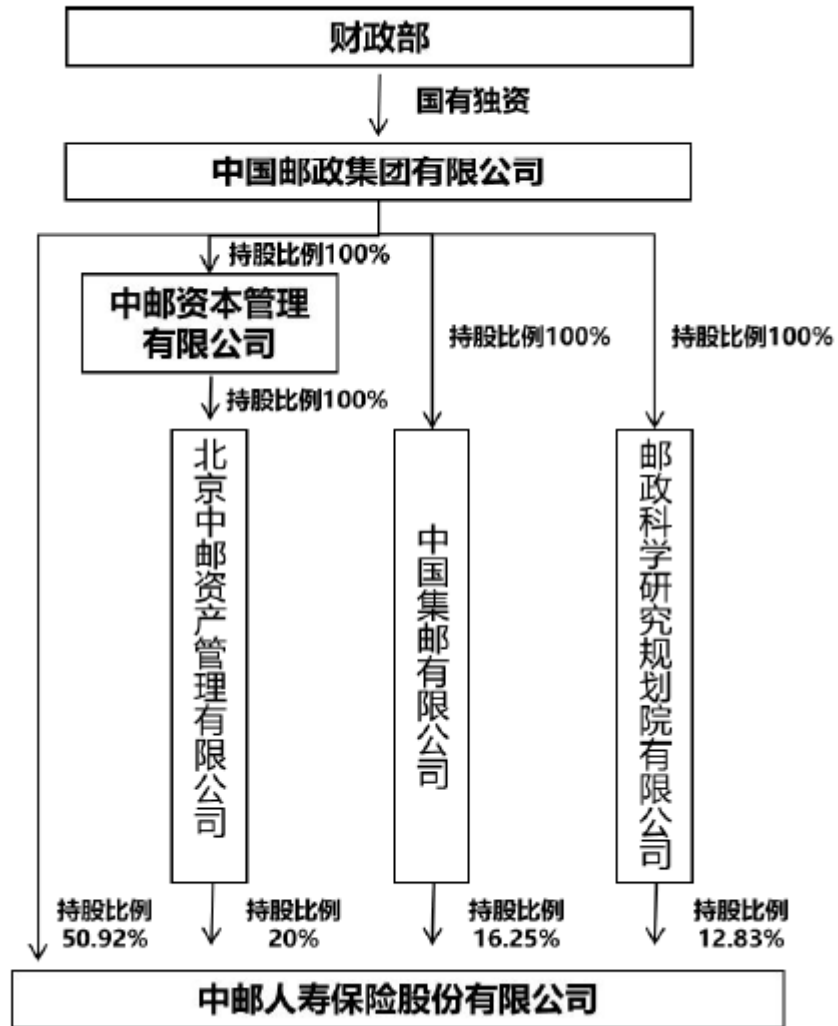 财政部
国有独资
中国邮政集团有限公司
持股比例100%
中邮资本管理
有限公司
持股比例100%
持股比例100%
持股比例100%
北京中邮资产管理有限公司
中国集邮有限公司
邮政科学研究规划院有限公司
持股比例
50.92%
持股比例
20%
持股比例
16.25%
持股比例
12.83%
中邮人寿保险股份有限公司